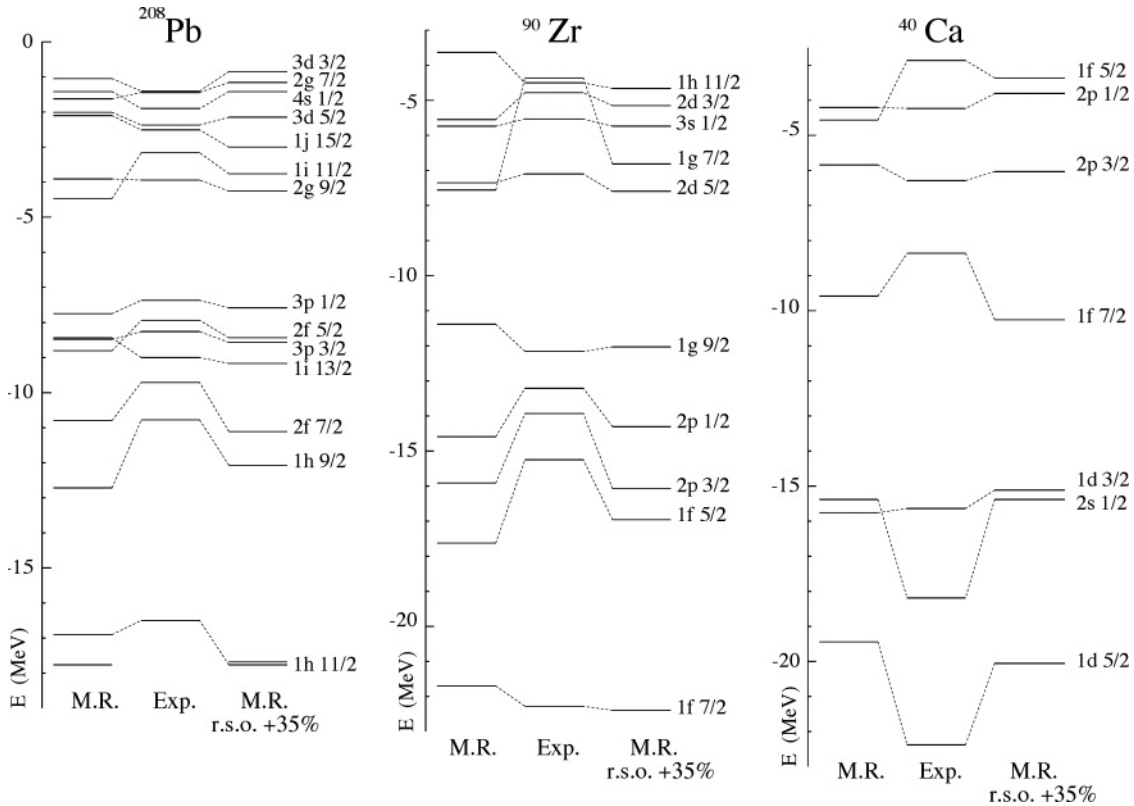 208Pb
0
-5
-10
-15
E (MeV)
3d 3/2
2g 7/2
4s 1/2
3d 5/2
1j 15/2
1i 11/2
2g 9/2
3p 1/2
2f 5/2
3p 3/2
1i 13/2
2f 7/2
1h 9/2
1h 11/2
M.R. Exp. M.R.
r.s.o. +35%
90 Zr
-5
-10
-15
-20
E (MeV)
1h 11/2
2d 3/2
3s 1/2
1g 7/2
2d 5/2
1g 9/2
2p 1/2
2p 3/2
1f 5/2
1f 7/2
M.R. Exp. M.R.
r.s.o. +35%
40 Ca
-5
-10
-15
-20
E (MeV)
1f 5/2
2p 1/2
2p 3/2
1f 7/2
1d 3/2
2s 1/2
1d 5/2
M.R. Exp. M.R.
r.s.o. +35%